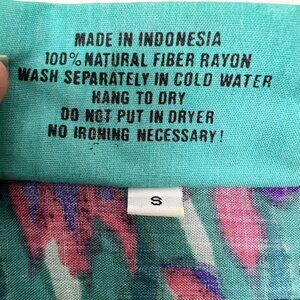 MADE IN INDONESIA
100% NATURAL FIBER RAYON
WASH SEPARATELY IN COLD WATER
HANG TO DRY
DO NOT PUT IN DRYER
NO IRONING NECESSARY!
S